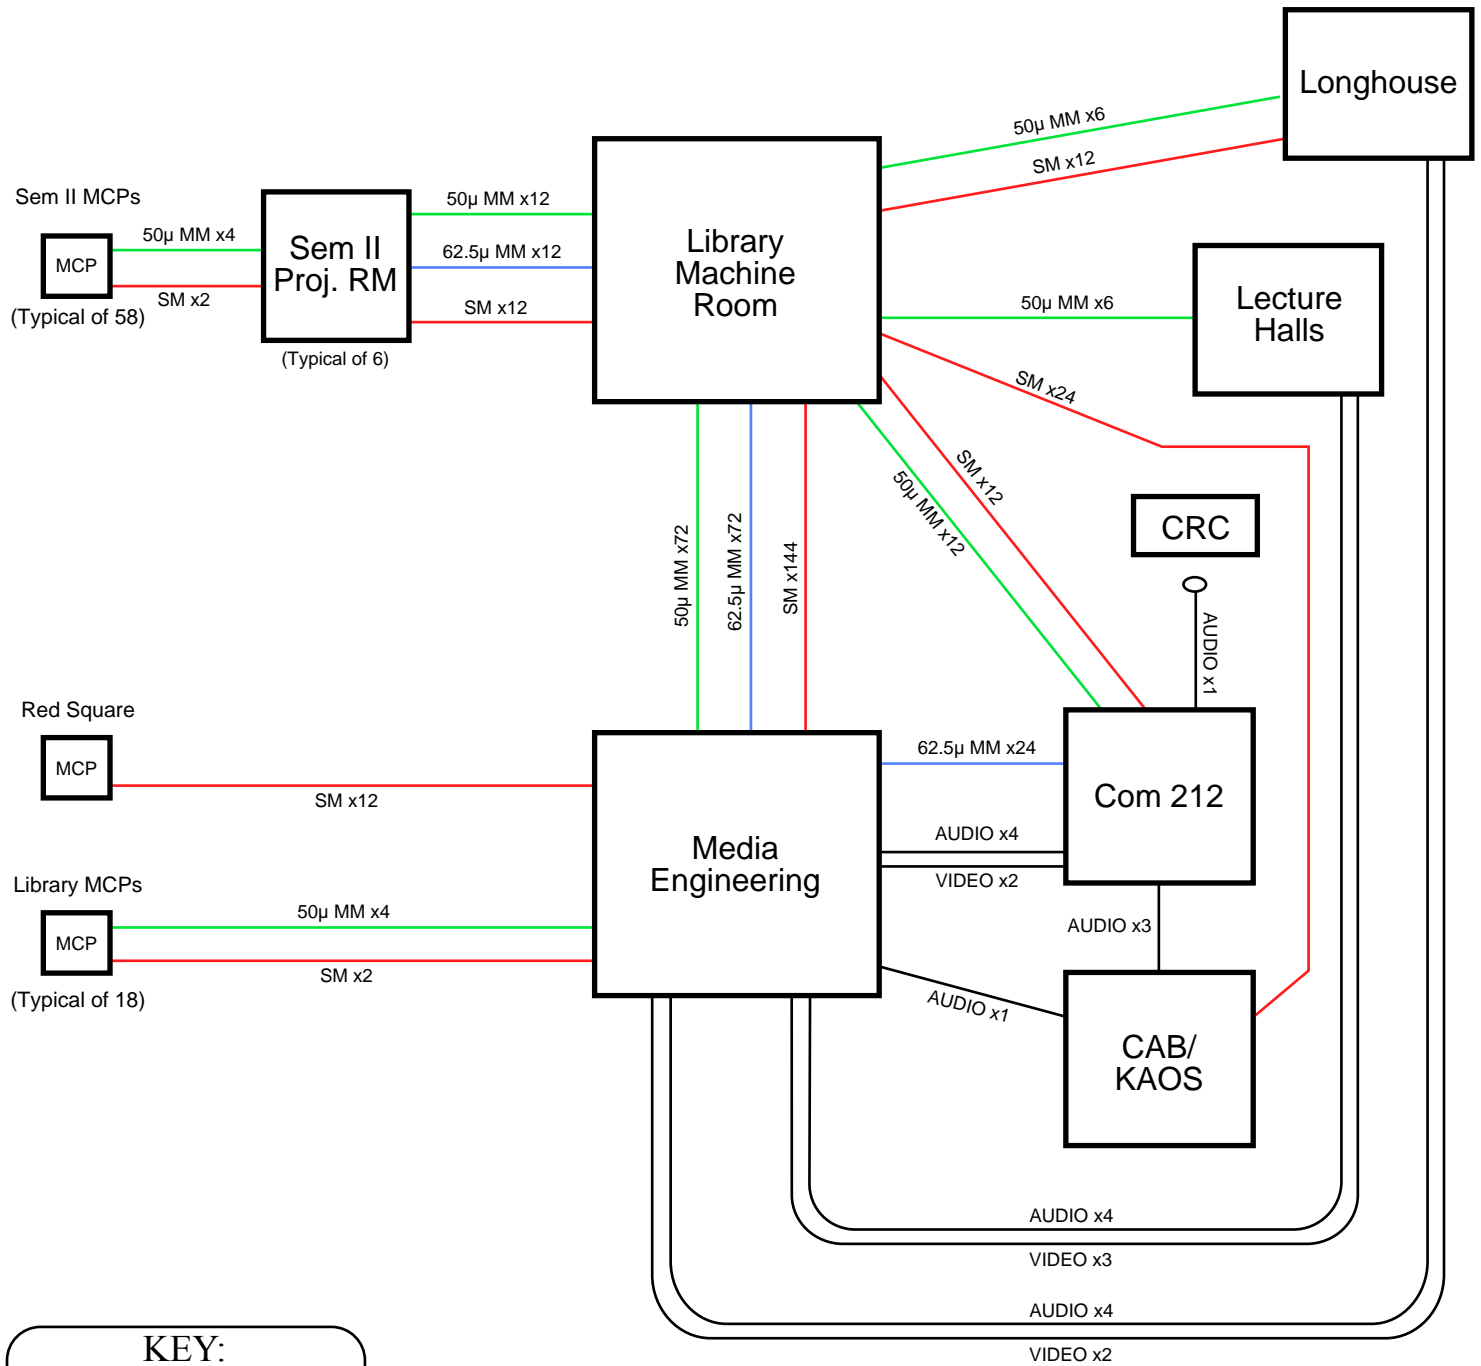 Longhouse
50µ MM x6
SM x12
Sem II MCPs
MCP
50µ MM x4
SM x2
(Typical of 58)
Sem II
Proj. RM
(Typical of 6)
50µ MM x12
62.5µ MM x12
SM x12
Library
Machine
Room
50µ MM x6
Lecture
Halls
SM x24
SM x12
50µ MM x12
50µ MM x72
62.5µ MM x72
SM x144
CRC
AUDIO x1
Red Square
MCP
SM x12
Library MCPs
MCP
50µ MM x4
SM x2
(Typical of 18)
Media
Engineering
62.5µ MM x24
AUDIO x4
VIDEO x2
Com 212
AUDIO x3
AUDIO x1
CAB/
KAOS
AUDIO x4
VIDEO x3
AUDIO x4
VIDEO x2
KEY: